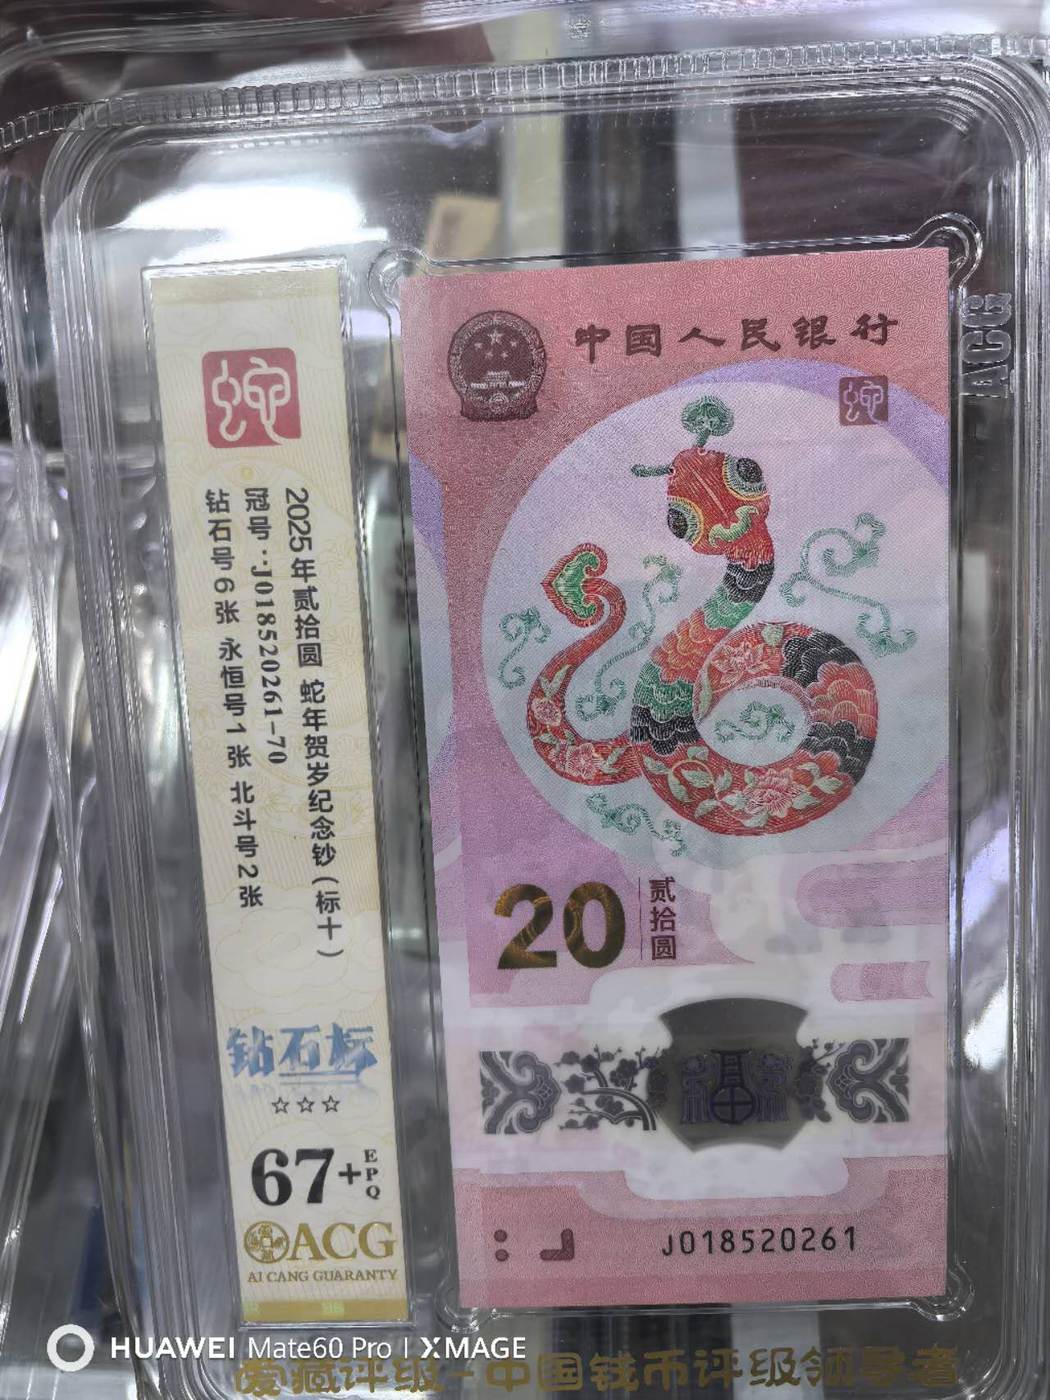 中国人民银行
蛇
20
贰拾圆
福
J018520261
蛇
2025年贰拾圆 蛇年贺岁纪念钞（标十）
冠号·J018520261-70
钻石号6张 永恒号1张 北斗号2张
钻石标
☆☆☆
67+EPQ
ACG
AI CANG GUARANTY
ACG
HUAWEI Mate60 Pro | XMAGE
爱藏评级-中国钱币评级领导者